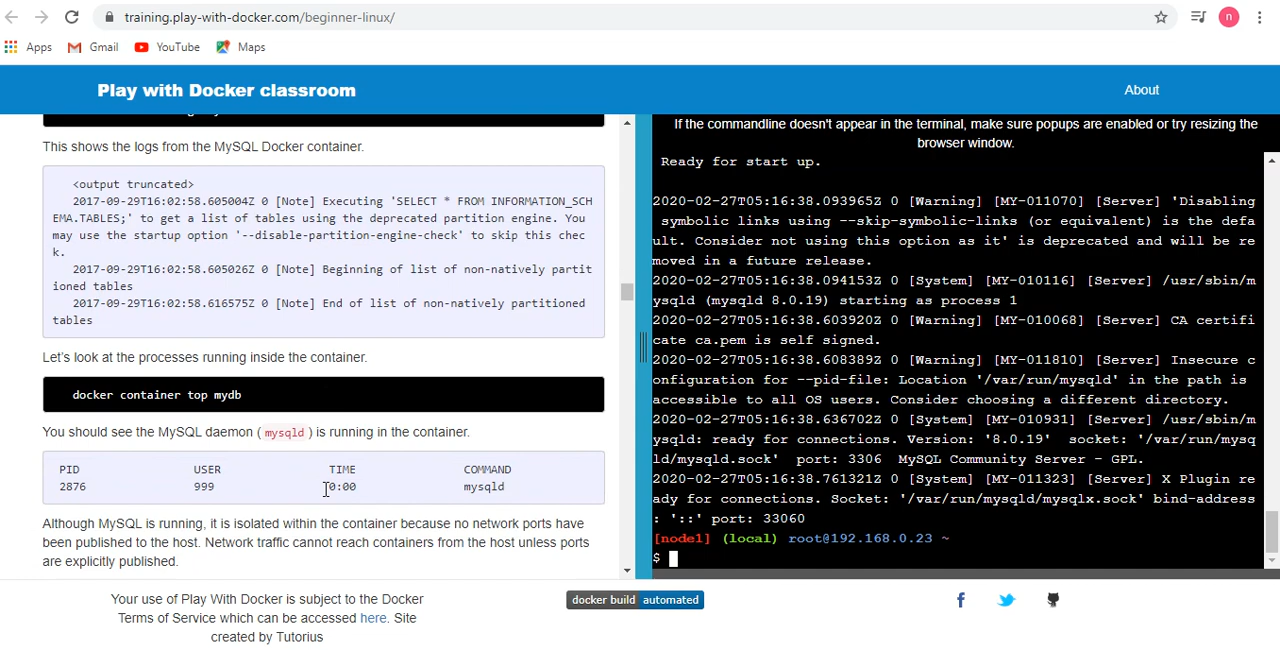 training.play-with-docker.com/beginner-linux/
n
Apps
Gmail
YouTube
Maps
Play with Docker classroom
About
This shows the logs from the MySQL Docker container.
<output truncated>
2017-09-29T16:02:58.605004Z 0 [Note] Executing 'SELECT * FROM INFORMATION_SCH
EMA.TABLES;' to get a list of tables using the deprecated partition engine. You
may use the startup option '--disable-partition-engine-check' to skip this chec
k.
2017-09-29T16:02:58.605026Z 0 [Note] Beginning of list of non-natively partit
ioned tables
2017-09-29T16:02:58.616575Z 0 [Note] End of list of non-natively partitioned
tables
Let's look at the processes running inside the container.
docker container top mydb
You should see the MySQL daemon (mysqld) is running in the container.
PID USER TIME COMMAND
2876 999 0:00 mysqld
Although MySQL is running, it is isolated within the container because no network ports have
been published to the host. Network traffic cannot reach containers from the host unless ports
are explicitly published.
If the commandline doesn't appear in the terminal, make sure popups are enabled or try resizing the
browser window.
Ready for start up.
2020-02-27T05:16:38.093965Z 0 [Warning] [MY-011070] [Server] 'Disabling
symbolic links using --skip-symbolic-links (or equivalent) is the defa
ult. Consider not using this option as it' is deprecated and will be re
moved in a future release.
2020-02-27T05:16:38.094153Z 0 [System] [MY-010116] [Server] /usr/sbin/m
ysqld (mysqld 8.0.19) starting as process 1
2020-02-27T05:16:38.603920Z 0 [Warning] [MY-010068] [Server] CA certifi
cate ca.pem is self signed.
2020-02-27T05:16:38.608389Z 0 [Warning] [MY-011810] [Server] Insecure c
onfiguration for --pid-file: Location '/var/run/mysqld' in the path is
accessible to all OS users. Consider choosing a different directory.
2020-02-27T05:16:38.636702Z 0 [System] [MY-010931] [Server] /usr/sbin/m
ysqld: ready for connections. Version: '8.0.19'  socket: '/var/run/mysq
ld/mysqld.sock'  port: 3306  MySQL Community Server - GPL.
2020-02-27T05:16:38.761321Z 0 [System] [MY-011323] [Server] X Plugin re
ady for connections. Socket: '/var/run/mysqld/mysqlx.sock' bind-address
: '::' port: 33060
[node1] (local) root@192.168.0.23 ~
$
Your use of Play With Docker is subject to the Docker
Terms of Service which can be accessed here. Site
created by Tutorius
docker build automated